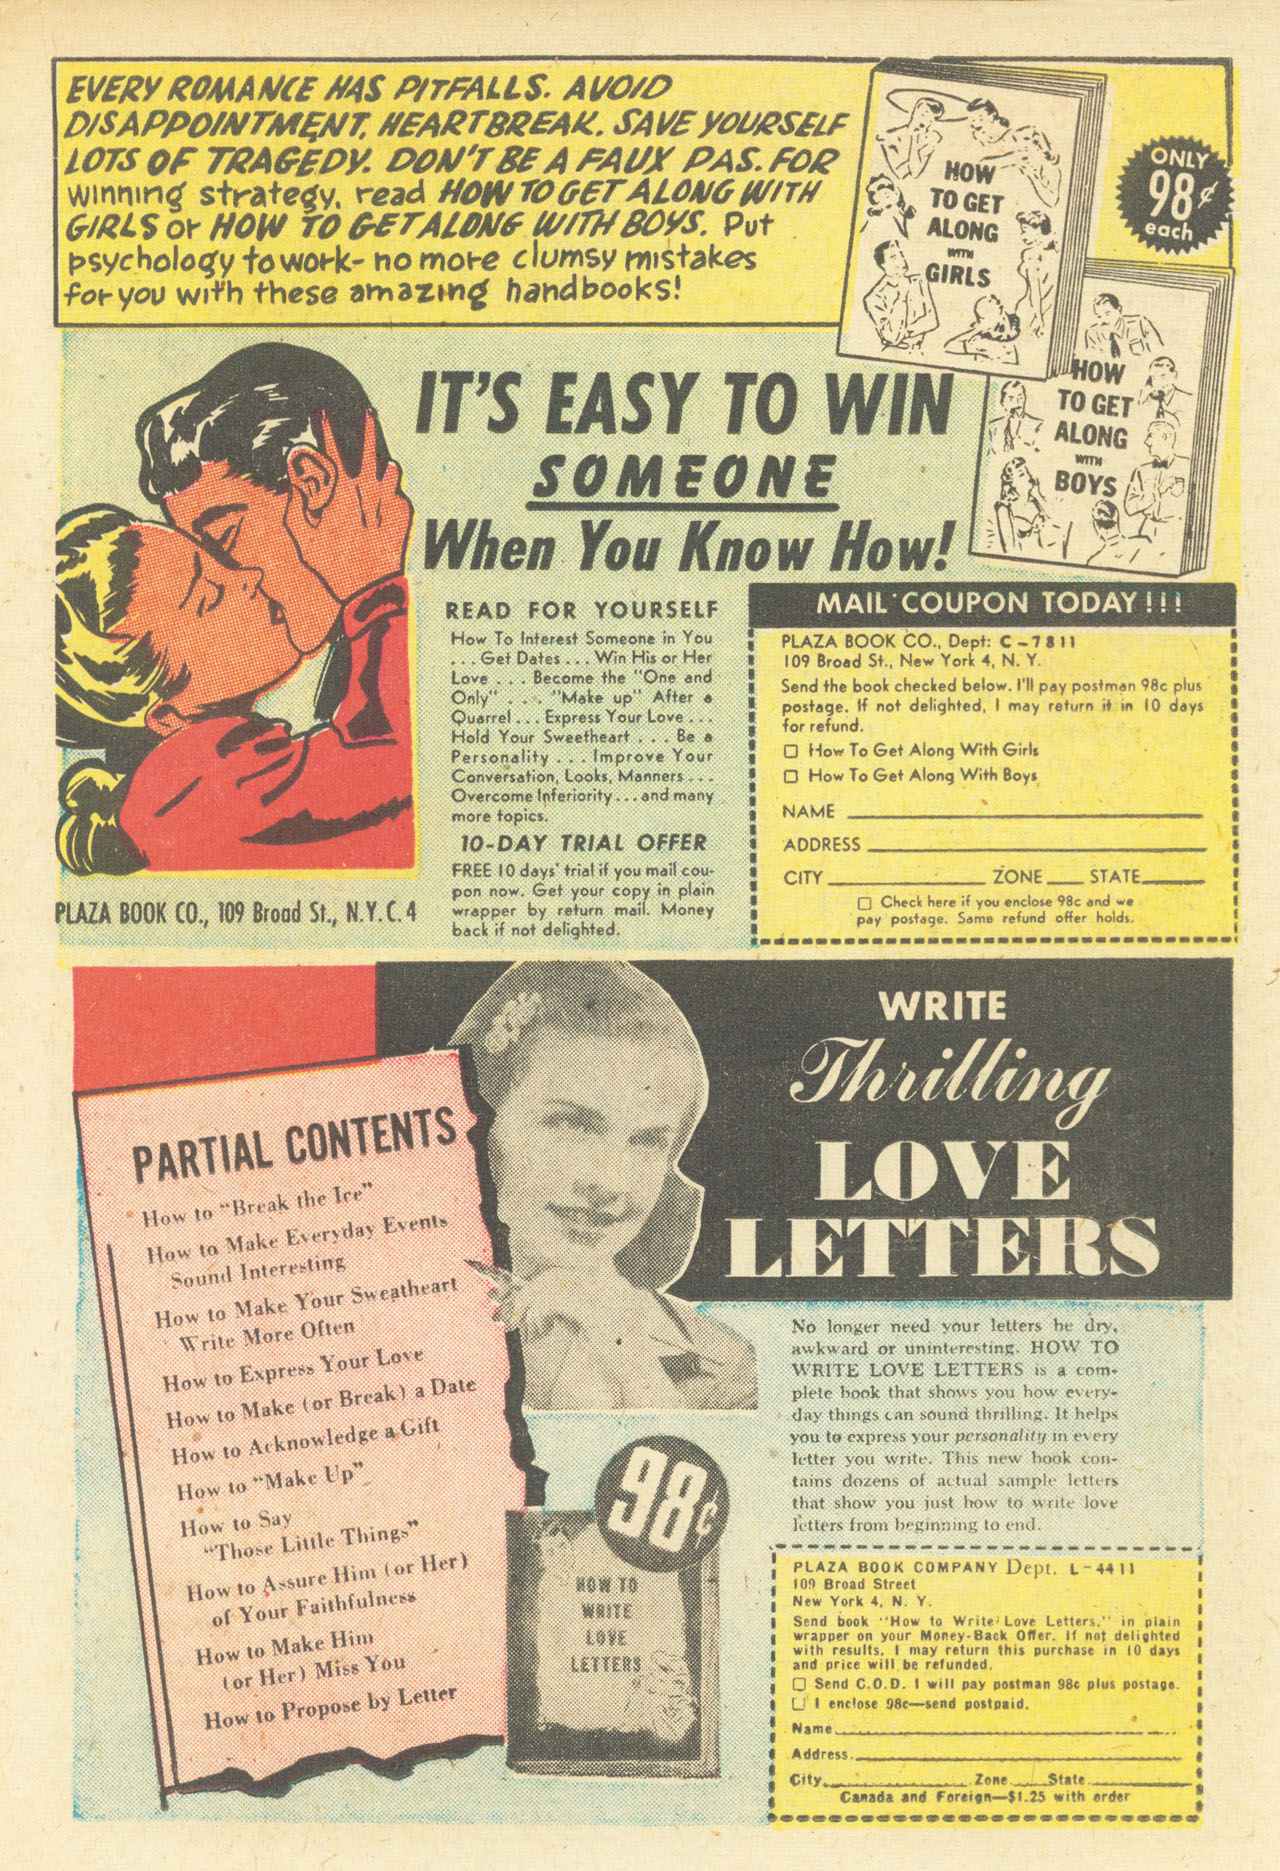 EVERY ROMANCE HAS PITFALLS. AVOID
DISAPPOINTMENT, HEARTBREAK. SAVE YOURSELF
LOTS OF TRAGEDY. DON'T BE A FAUX PAS. FOR
winning strategy, read HOW TO GET ALONG WITH
GIRLS or HOW TO GET ALONG WITH BOYS. Put
psychology to work- no more clumsy mistakes
for you with these amazing handbooks!
HOW
TO GET
ALONG
WITH
GIRLS
ONLY
98¢
each
HOW
TO GET
ALONG
WITH
BOYS
IT'S EASY TO WIN
SOMEONE
When You Know How!
READ FOR YOURSELF
How To Interest Someone in You
... Get Dates ... Win His or Her
Love ... Become the "One and
Only" ... "Make up" After a
Quarrel ... Express Your Love ...
Hold Your Sweetheart ... Be a
Personality ... Improve Your
Conversation, Looks, Manners ...
Overcome Inferiority ... and many
more topics.
10-DAY TRIAL OFFER
FREE 10 days' trial if you mail cou-
pon now. Get your copy in plain
wrapper by return mail. Money
back if not delighted.
PLAZA BOOK CO., 109 Broad St., N.Y.C. 4
MAIL COUPON TODAY!!!
PLAZA BOOK CO., Dept: C-7811
109 Broad St., New York 4, N. Y.
Send the book checked below. I'll pay postman 98c plus
postage. If not delighted, I may return it in 10 days
for refund.
☐ How To Get Along With Girls
☐ How To Get Along With Boys
NAME
ADDRESS
CITY ZONE STATE
☐ Check here if you enclose 98c and we
pay postage. Same refund offer holds.
WRITE
Thrilling
LOVE
LETTERS
PARTIAL CONTENTS
How to "Break the Ice"
How to Make Everyday Events
Sound Interesting
How to Make Your Sweatheart
Write More Often
How to Express Your Love
How to Make (or Break) a Date
How to Acknowledge a Gift
How to "Make Up"
How to Say
"Those Little Things"
How to Assure Him (or Her)
of Your Faithfulness
How to Make Him
(or Her) Miss You
How to Propose by Letter
98¢
HOW TO
WRITE
LOVE
LETTERS
No longer need your letters be dry,
awkward or uninteresting. HOW TO
WRITE LOVE LETTERS is a com-
plete book that shows you how every-
day things can sound thrilling. It helps
you to express your personality in every
letter you write. This new book con-
tains dozens of actual sample letters
that show you just how to write love
letters from beginning to end.
PLAZA BOOK COMPANY Dept. L-4411
109 Broad Street
New York 4, N. Y.
Send book "How to Write Love Letters," in plain
wrapper on your Money-Back Offer. If not delighted
with results, I may return this purchase in 10 days
and price will be refunded.
☐ Send C.O.D. I will pay postman 98c plus postage.
☐ I enclose 98c—send postpaid.
Name
Address
City Zone State
Canada and Foreign—$1.25 with order